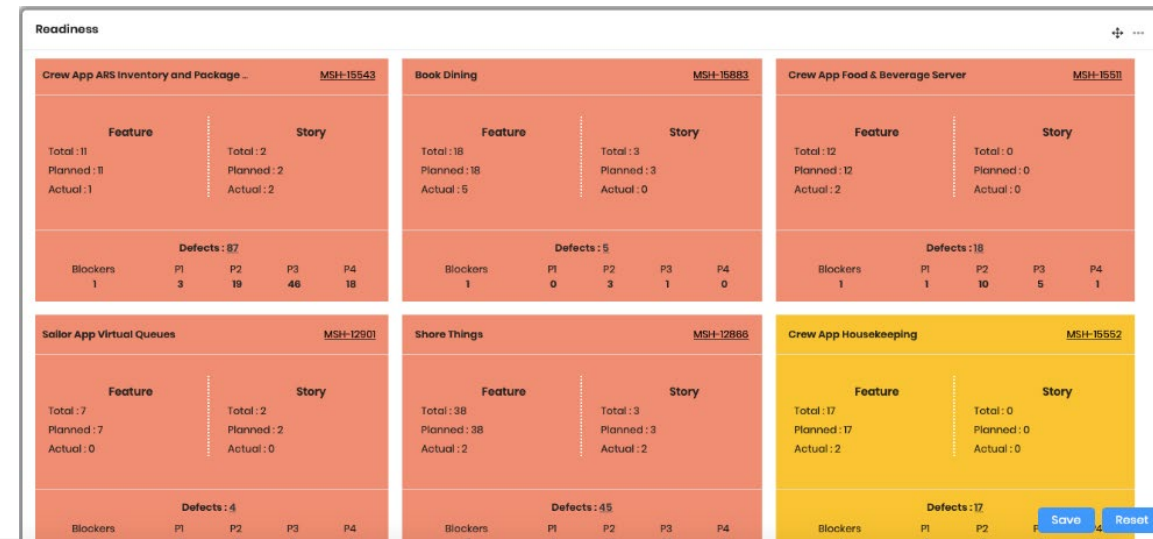 Readiness
Crew App ARS Inventory and Package ... MSH-15543
Feature Story
Total : 11 Total : 2
Planned : 11 Planned : 2
Actual : 1 Actual : 2
Defects : 87
Blockers P1 P2 P3 P4
1 3 19 46 18
Book Dining MSH-15883
Feature Story
Total : 18 Total : 3
Planned : 18 Planned : 3
Actual : 5 Actual : 0
Defects : 5
Blockers P1 P2 P3 P4
1 0 3 1 0
Crew App Food & Beverage Server MSH-15511
Feature Story
Total : 12 Total : 0
Planned : 12 Planned : 0
Actual : 2 Actual : 0
Defects : 18
Blockers P1 P2 P3 P4
1 1 10 5 1
Sailor App Virtual Queues MSH-12901
Feature Story
Total : 7 Total : 2
Planned : 7 Planned : 2
Actual : 0 Actual : 0
Defects : 4
Blockers P1 P2 P3 P4
Shore Things MSH-12866
Feature Story
Total : 38 Total : 3
Planned : 38 Planned : 3
Actual : 2 Actual : 2
Defects : 45
Blockers P1 P2 P3 P4
Crew App Housekeeping MSH-15552
Feature Story
Total : 17 Total : 0
Planned : 17 Planned : 0
Actual : 2 Actual : 0
Defects : 17
Blockers P1 P2
Save Reset